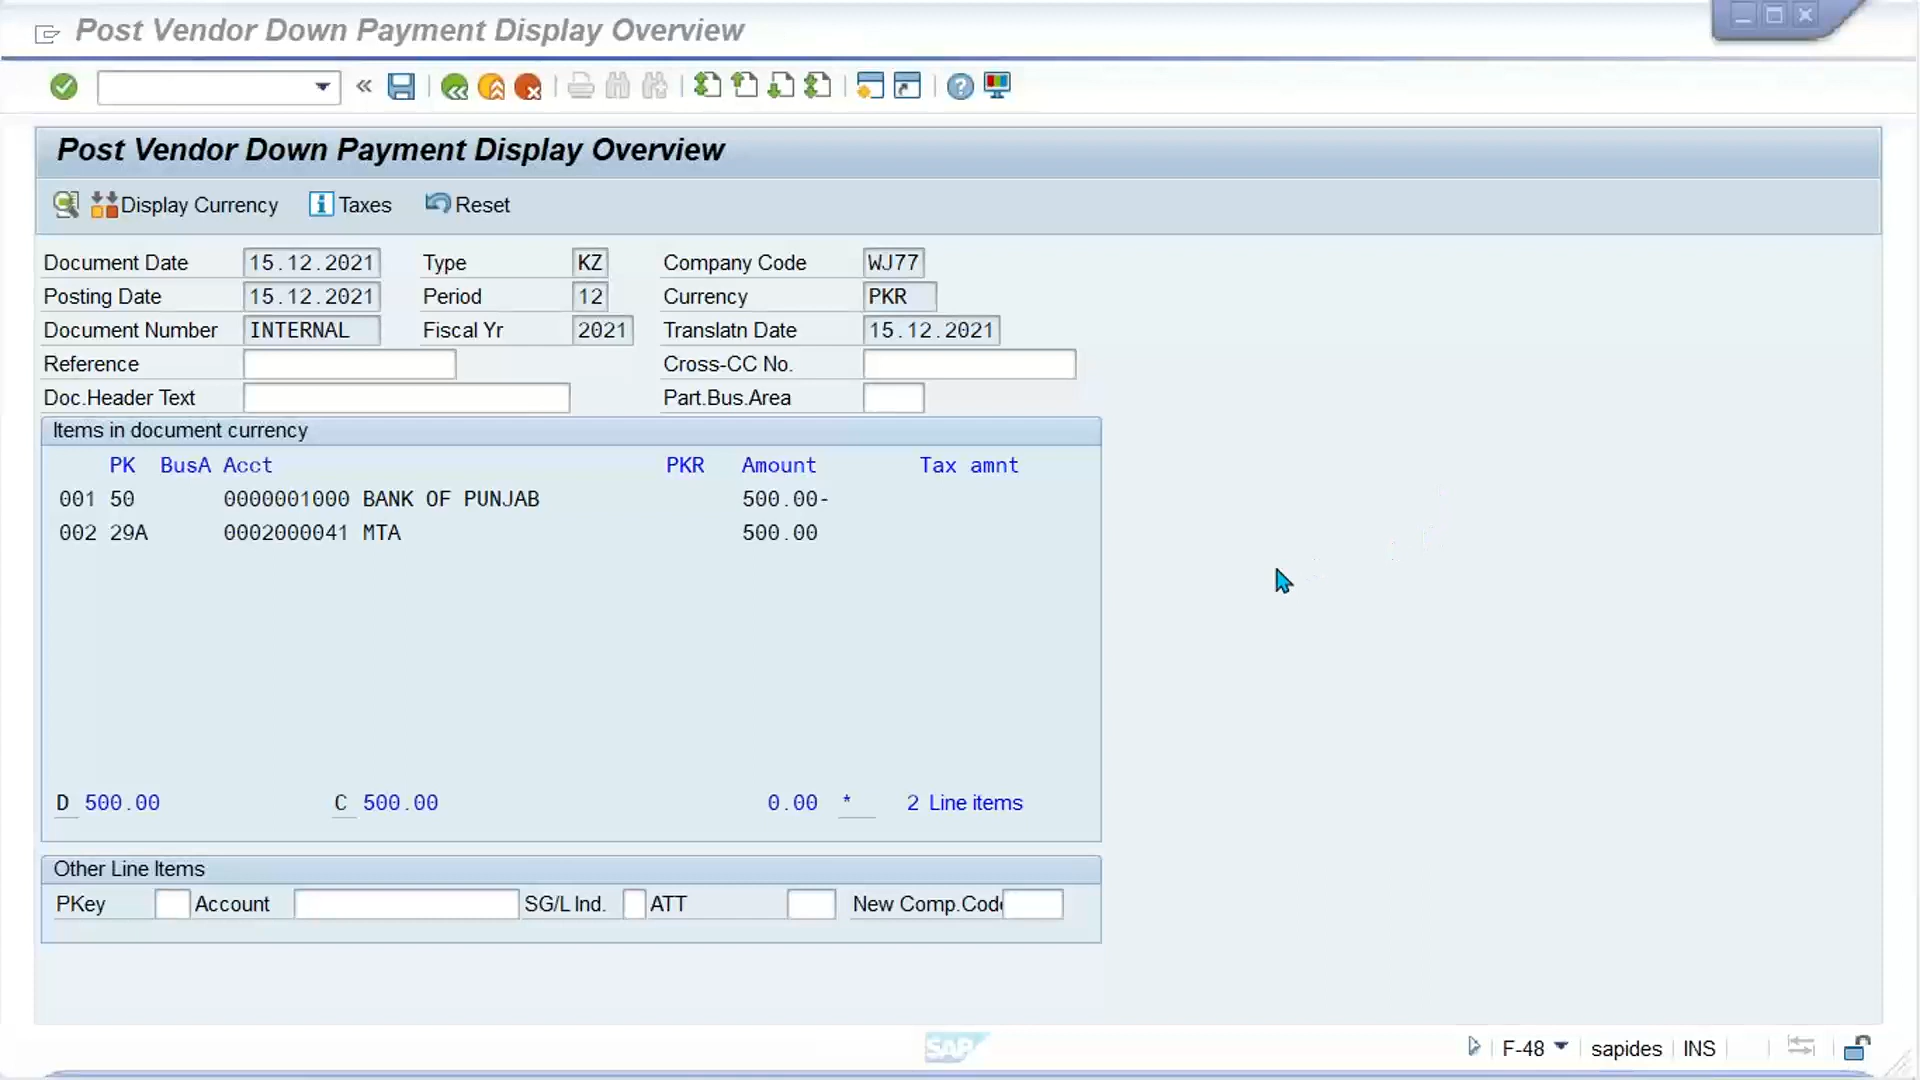 Post Vendor Down Payment Display Overview
Post Vendor Down Payment Display Overview
Display Currency Taxes Reset
Document Date 15.12.2021 Type KZ Company Code WJ77
Posting Date 15.12.2021 Period 12 Currency PKR
Document Number INTERNAL Fiscal Yr 2021 Translatn Date 15.12.2021
Reference Cross-CC No.
Doc.Header Text Part.Bus.Area
Items in document currency
PK BusA Acct PKR Amount Tax amnt
001 50 0000001000 BANK OF PUNJAB 500.00-
002 29A 0002000041 MTA 500.00
D 500.00 C 500.00 0.00 * 2 Line items
Other Line Items
PKey Account SG/L Ind. ATT New Comp.Code
SAP F-48 sapides INS